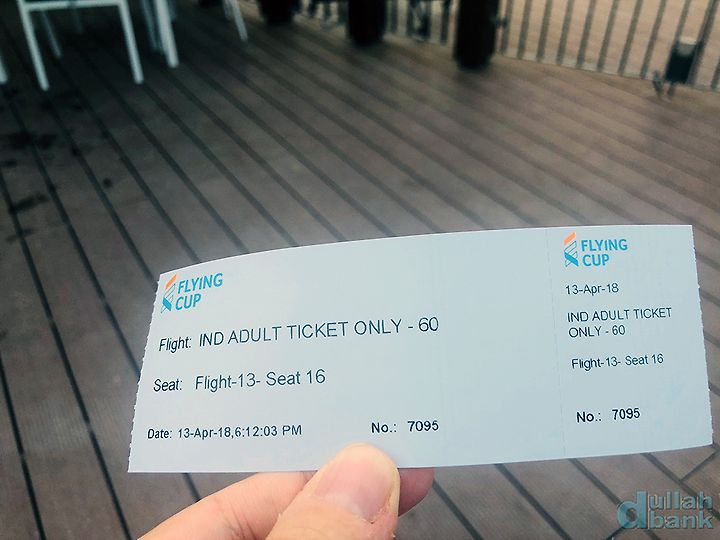 FLYING
CUP
Flight: IND ADULT TICKET ONLY - 60
Seat: Flight-13- Seat 16
Date: 13-Apr-18,6:12:03 PM No.: 7095
FLYING
CUP
13-Apr-18
IND ADULT TICKET
ONLY - 60
Flight-13- Seat 16
No.: 7095
dullah
bank